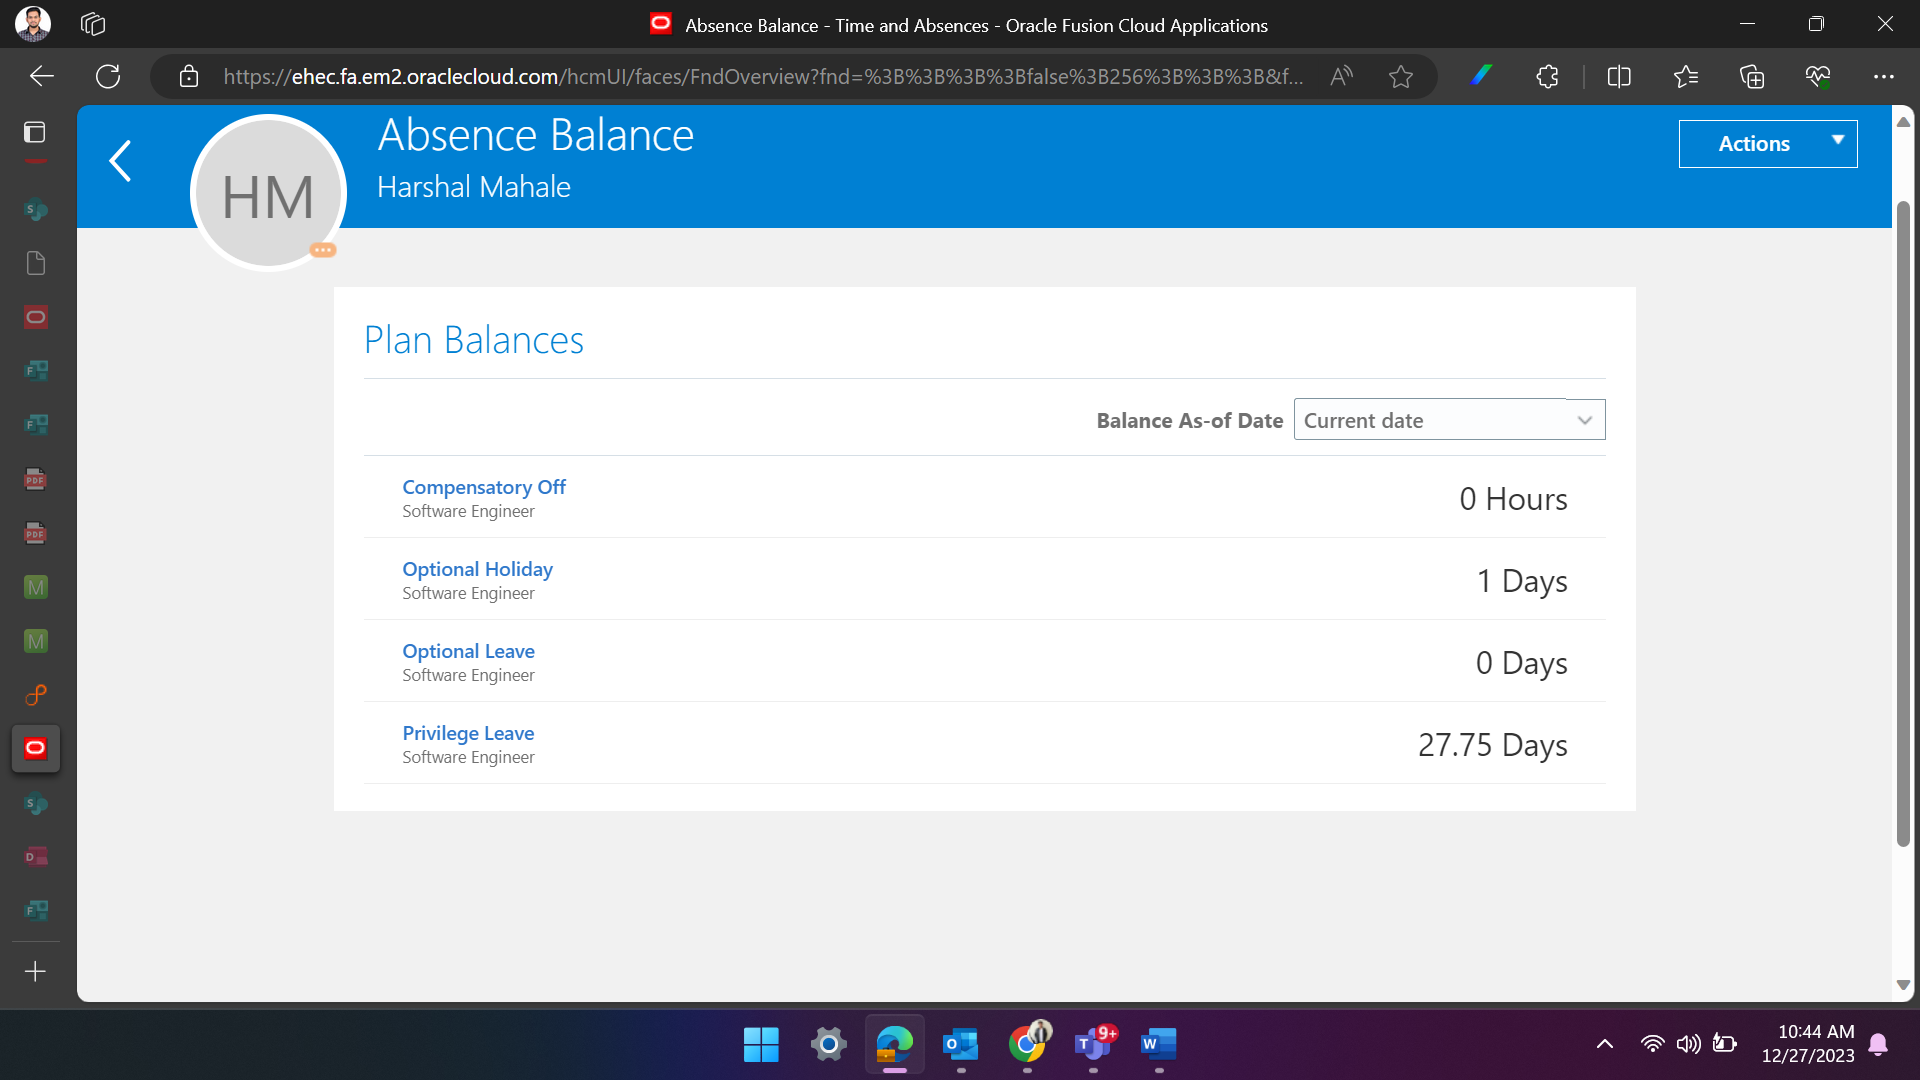 Absence Balance - Time and Absences - Oracle Fusion Cloud Applications
https://ehec.fa.em2.oraclecloud.com/hcmUI/faces/FndOverview?fnd=%3B%3B%3B%3Bfalse%3B256%3B%3B%3B&f...
Absence Balance
Actions
HM
Harshal Mahale
Plan Balances
Balance As-of Date Current date
Compensatory Off
Software Engineer
0 Hours
Optional Holiday
Software Engineer
1 Days
Optional Leave
Software Engineer
0 Days
Privilege Leave
Software Engineer
27.75 Days
9+
10:44 AM
12/27/2023